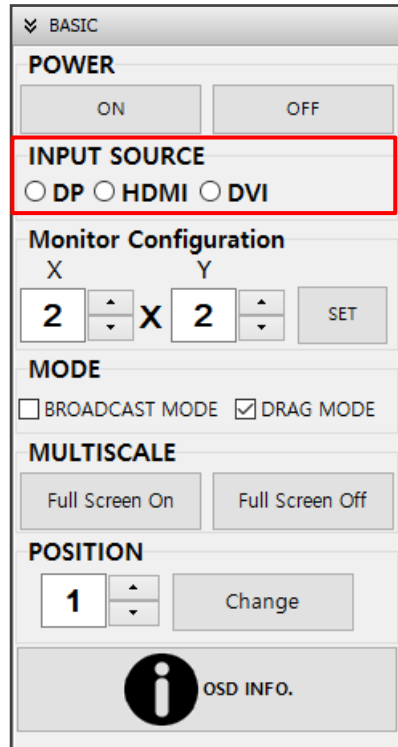 BASIC
POWER
ON OFF
INPUT SOURCE
DP HDMI DVI
Monitor Configuration
X Y
2 X 2 SET
MODE
BROADCAST MODE DRAG MODE
MULTISCALE
Full Screen On Full Screen Off
POSITION
1 Change
i OSD INFO.